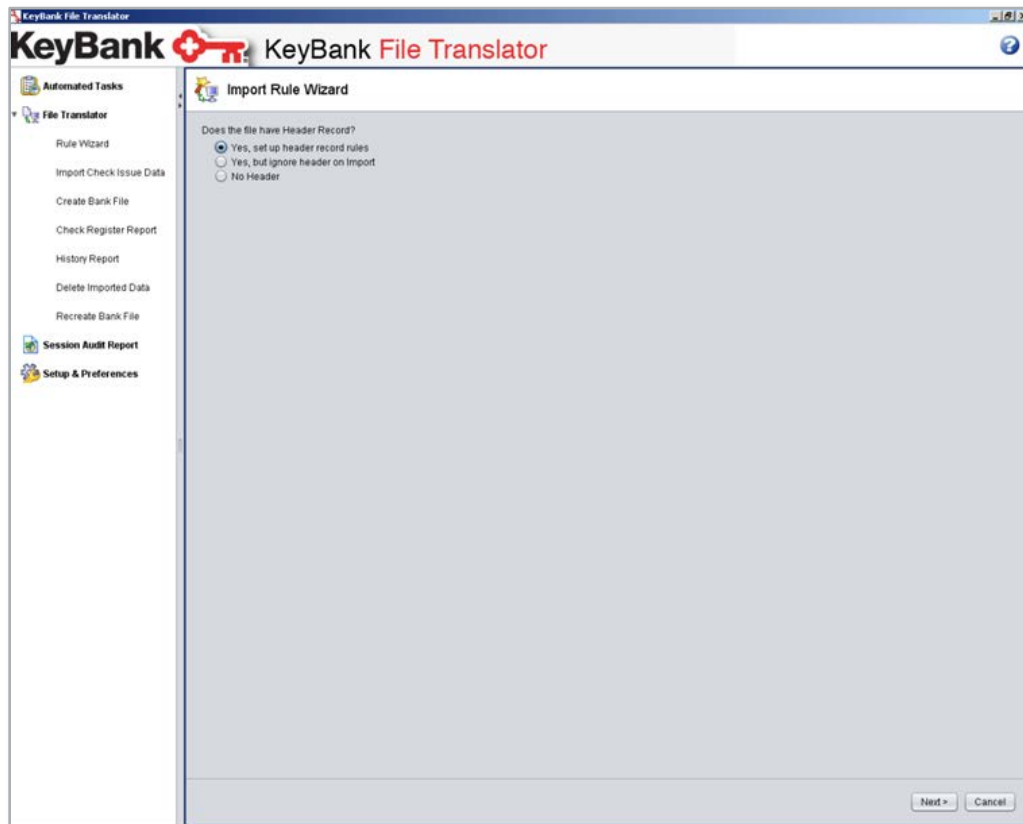 KeyBank File Translator
KeyBank KeyBank File Translator
Automated Tasks
File Translator
Rule Wizard
Import Check Issue Data
Create Bank File
Check Register Report
History Report
Delete Imported Data
Recreate Bank File
Session Audit Report
Setup & Preferences
Import Rule Wizard
Does the file have Header Record?
Yes, set up header record rules
Yes, but ignore header on Import
No Header
Next >
Cancel